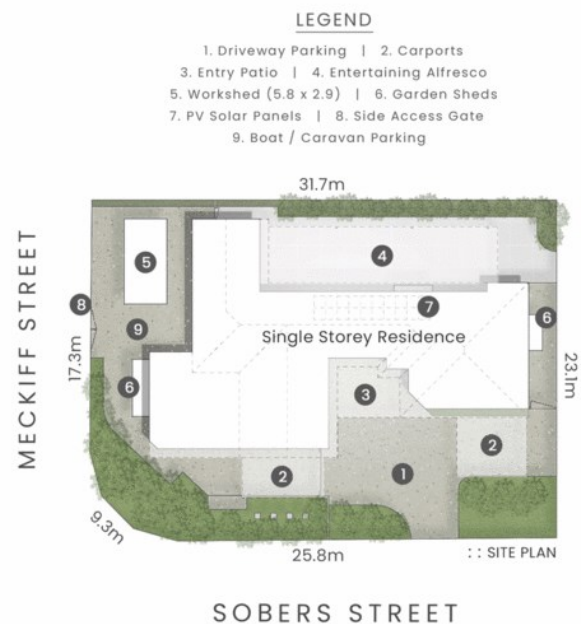 LEGEND
1. Driveway Parking | 2. Carports
3. Entry Patio | 4. Entertaining Alfresco
5. Workshed (5.8 x 2.9) | 6. Garden Sheds
7. PV Solar Panels | 8. Side Access Gate
9. Boat / Caravan Parking
31.7m
MECKIFF STREET
17.3m
5
4
8
9
7
6
Single Storey Residence
6
3
23.1m
2
2
1
9.3m
25.8m
:: SITE PLAN
SOBERS STREET